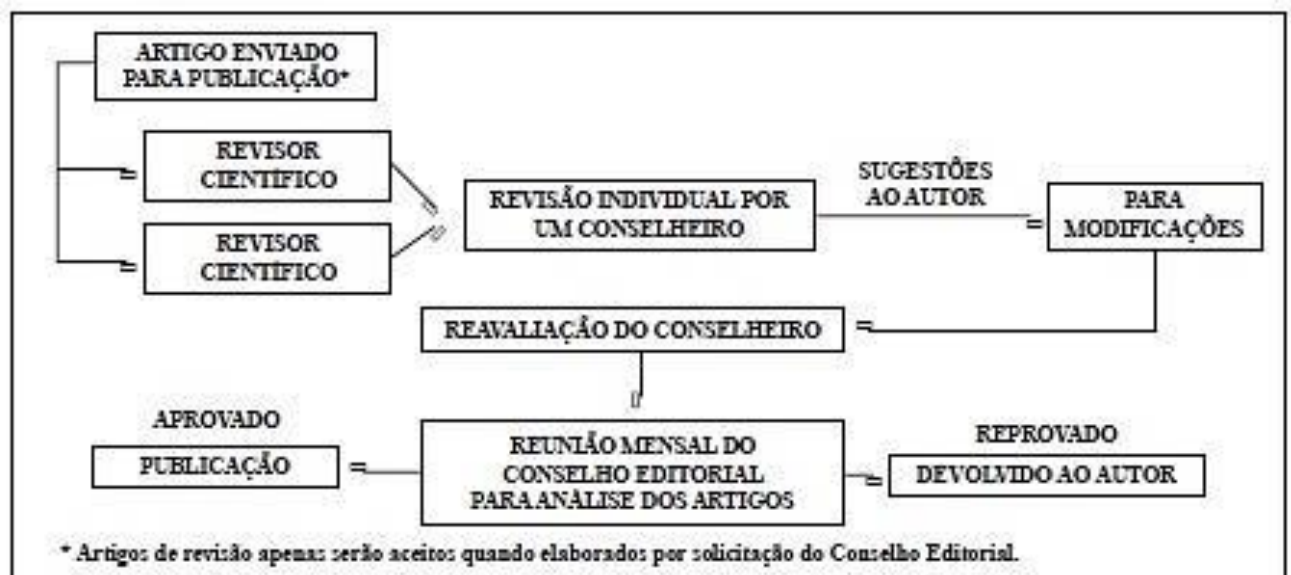 ARTIGO ENVIADO
PARA PUBLICAÇÃO*
REVISOR
CIENTÍFICO
REVISOR
CIENTÍFICO
REVISÃO INDIVIDUAL POR
UM CONSELHEIRO
SUGESTÕES
AO AUTOR
PARA
MODIFICAÇÕES
REAVALIAÇÃO DO CONSELHEIRO
APROVADO
PUBLICAÇÃO
REUNIÃO MENSAL DO
CONSELHO EDITORIAL
PARA ANÁLISE DOS ARTIGOS
REPROVADO
DEVOLVIDO AO AUTOR
* Artigos de revisão apenas serão aceitos quando elaborados por solicitação do Conselho Editorial.